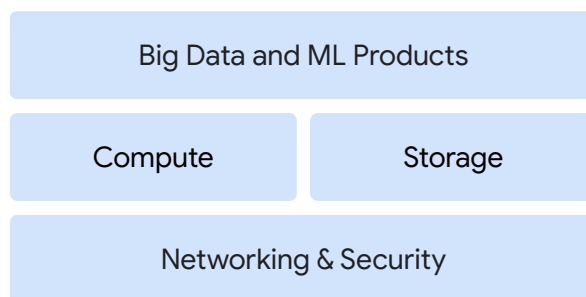 Big Data and ML Products
Compute
Storage
Networking & Security